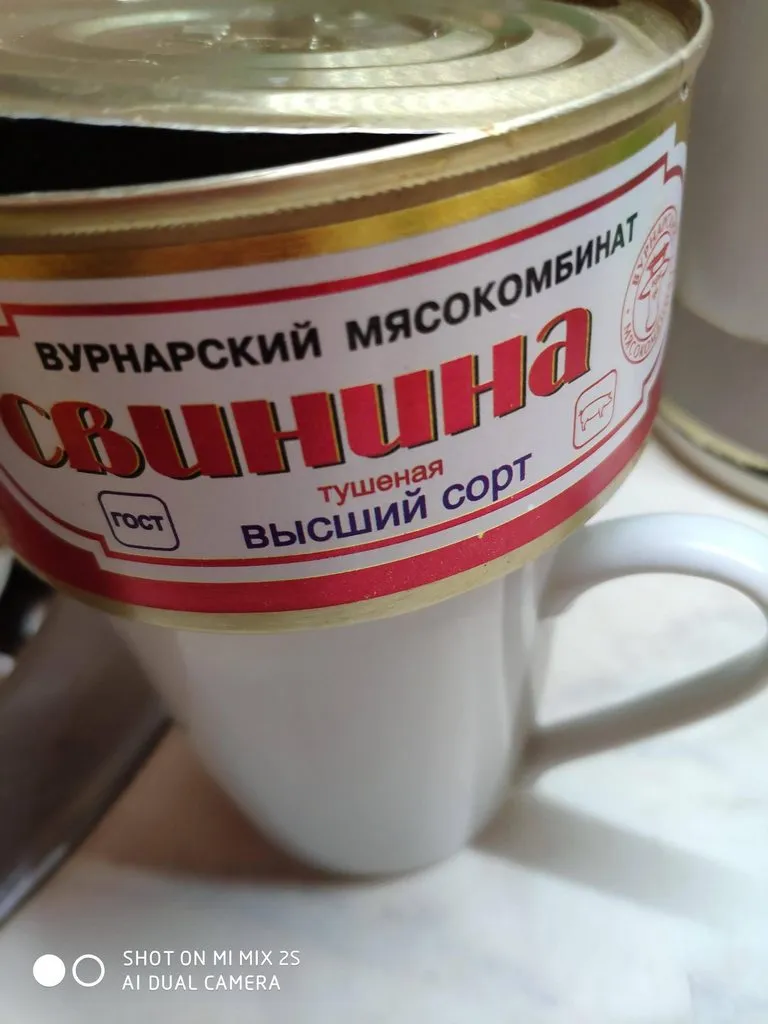 ВУРНАРСКИЙ МЯСОКОМБИНАТ
свинина
тушеная
ГОСТ
ВЫСШИЙ СОРТ
SHOT ON MI MIX 2S
AI DUAL CAMERA